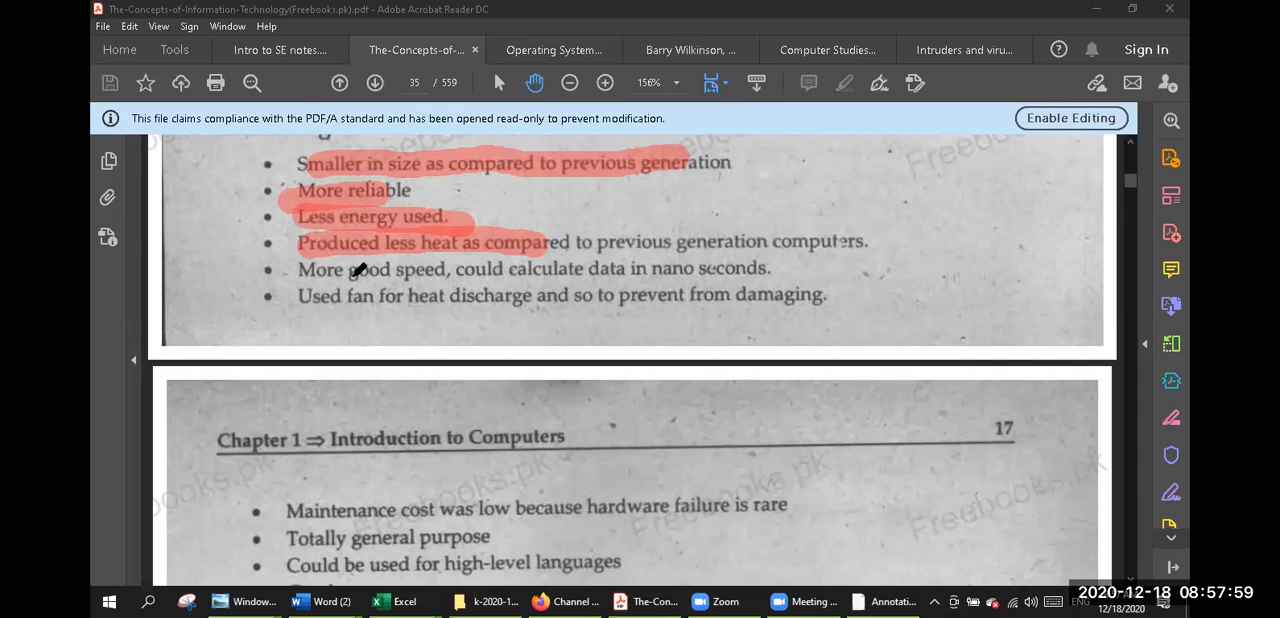 The-Concepts-of-Information-Technology(Freebooks.pk).pdf - Adobe Acrobat Reader DC
File Edit View Sign Window Help
Home Tools Intro to SE notes.... The-Concepts-of-... × Operating System... Barry Wilkinson, ... Computer Studies... Intruders and viru... Sign In
35 / 559 156%
This file claims compliance with the PDF/A standard and has been opened read-only to prevent modification. Enable Editing
• Smaller in size as compared to previous generation
• More reliable
• Less energy used.
• Produced less heat as compared to previous generation computers.
• More good speed, could calculate data in nano seconds.
• Used fan for heat discharge and so to prevent from damaging.
Chapter 1 ⇒ Introduction to Computers 17
Freebooks.pk
• Maintenance cost was low because hardware failure is rare
• Totally general purpose
• Could be used for high-level languages
Window... Word (2) Excel k-2020-1... Channel ... The-Con... Zoom Meeting ... Annotati... ENG
2020-12-18 08:57:59
12/18/2020